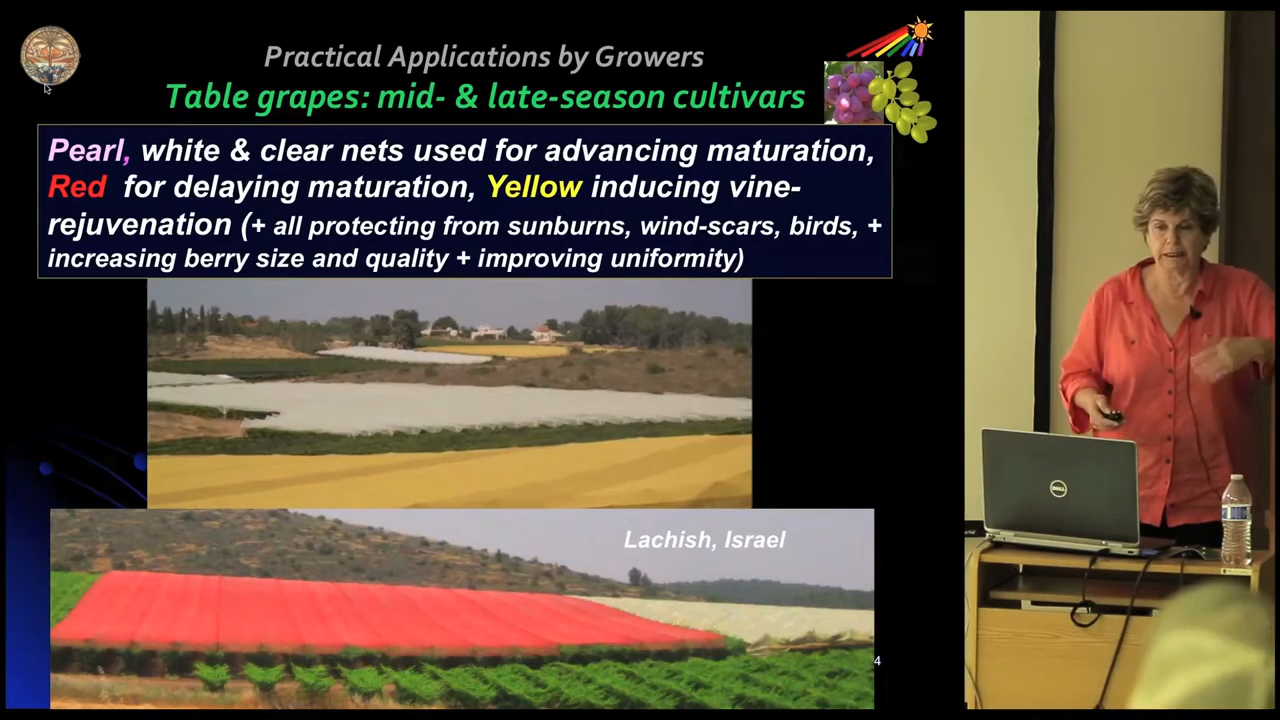 Practical Applications by Growers
Table grapes: mid- & late-season cultivars
Pearl, white & clear nets used for advancing maturation,
Red for delaying maturation, Yellow inducing vine-
rejuvenation (+ all protecting from sunburns, wind-scars, birds, +
increasing berry size and quality + improving uniformity)
Lachish, Israel
4
DELL